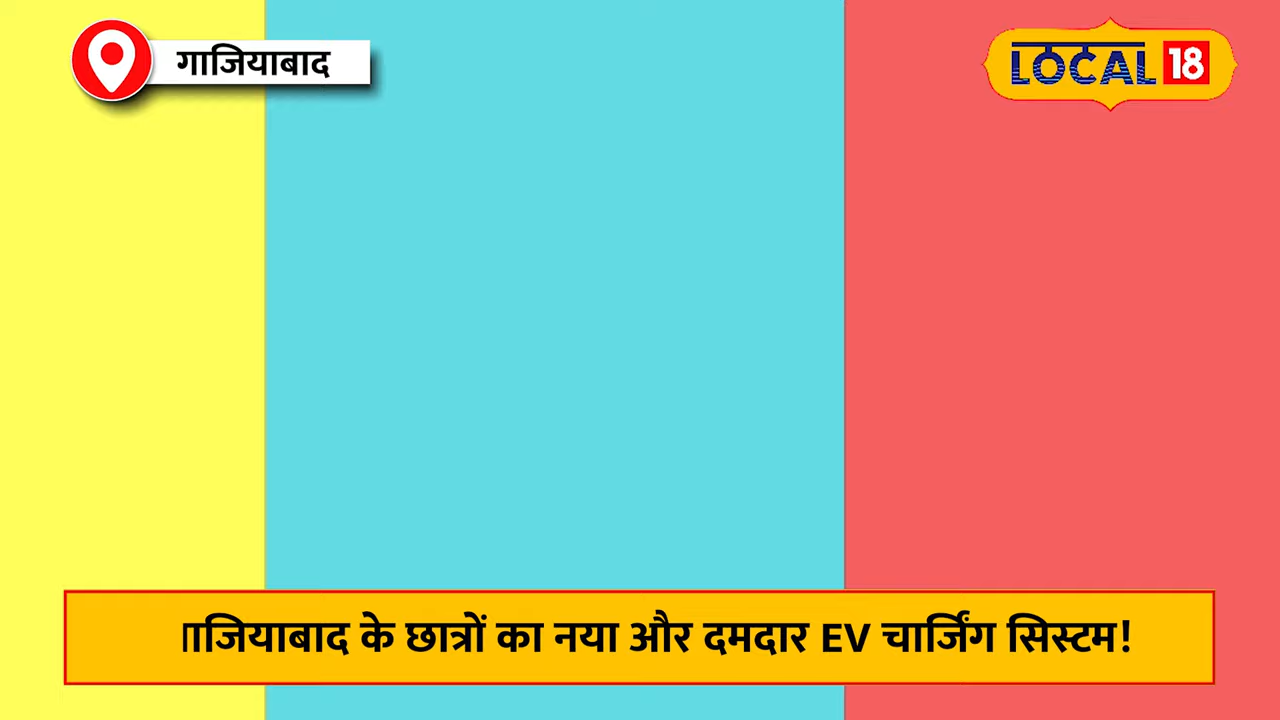 गाजियाबाद
LOCAL 18
ाजियाबाद के छात्रों का नया और दमदार EV चार्जिंग सिस्टम!